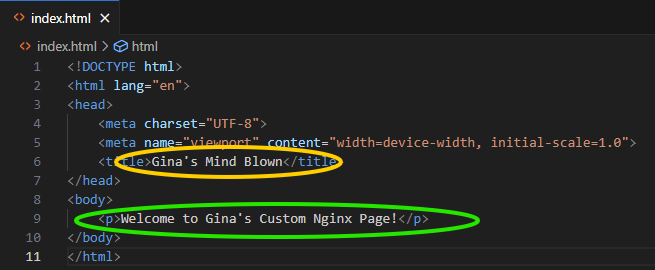 index.html
index.html > html
1 <!DOCTYPE html>
2 <html lang="en">
3 <head>
4 <meta charset="UTF-8">
5 <meta name="viewport" content="width=device-width, initial-scale=1.0">
6 <title>Gina's Mind Blown</title
7 </head>
8 <body>
9 <p>Welcome to Gina's Custom Nginx Page!</p>
10 </body>
11 </html>